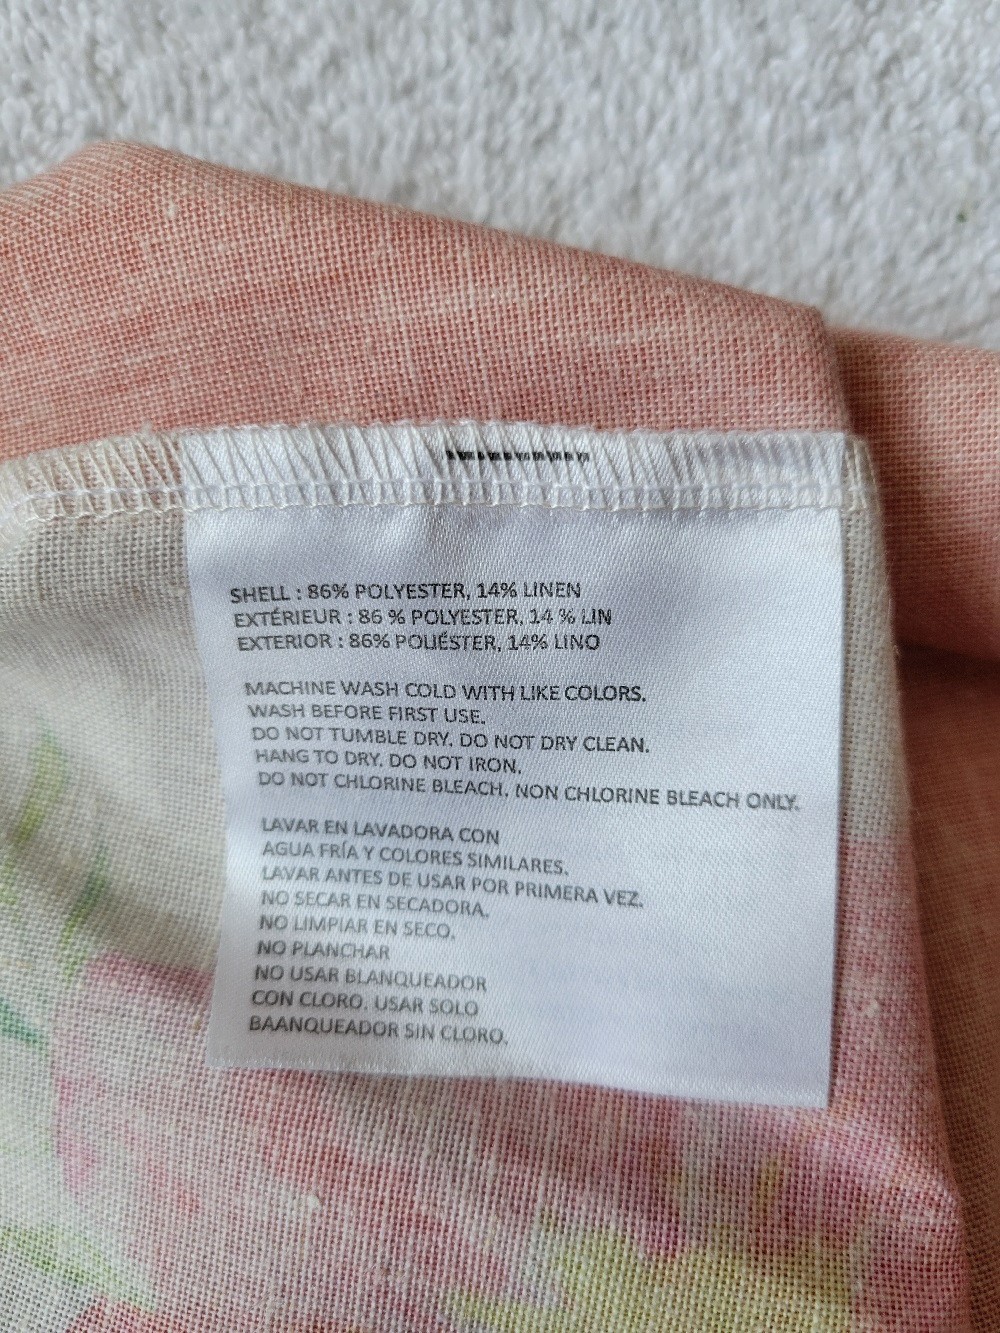 SHELL : 86% POLYESTER, 14% LINEN
EXTÉRIEUR : 86 % POLYESTER, 14 % LIN
EXTERIOR : 86% POLIÉSTER, 14% LINO
MACHINE WASH COLD WITH LIKE COLORS.
WASH BEFORE FIRST USE.
DO NOT TUMBLE DRY. DO NOT DRY CLEAN.
HANG TO DRY. DO NOT IRON.
DO NOT CHLORINE BLEACH. NON CHLORINE BLEACH ONLY.
LAVAR EN LAVADORA CON
AGUA FRÍA Y COLORES SIMILARES.
LAVAR ANTES DE USAR POR PRIMERA VEZ.
NO SECAR EN SECADORA.
NO LIMPIAR EN SECO.
NO PLANCHAR
NO USAR BLANQUEADOR
CON CLORO. USAR SOLO
BAANQUEADOR SIN CLORO.